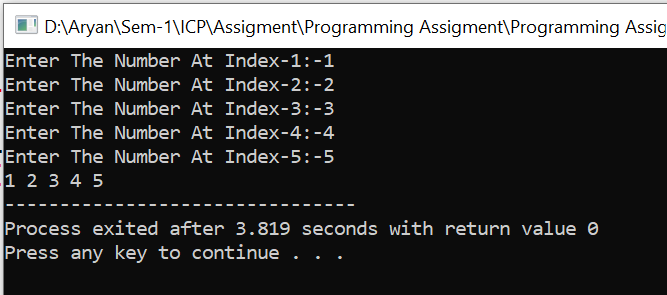 D:\Aryan\Sem-1\ICP\Assigment\Programming Assigment\Programming Assig
Enter The Number At Index-1:-1
Enter The Number At Index-2:-2
Enter The Number At Index-3:-3
Enter The Number At Index-4:-4
Enter The Number At Index-5:-5
1 2 3 4 5
--------------------------------
Process exited after 3.819 seconds with return value 0
Press any key to continue . . .